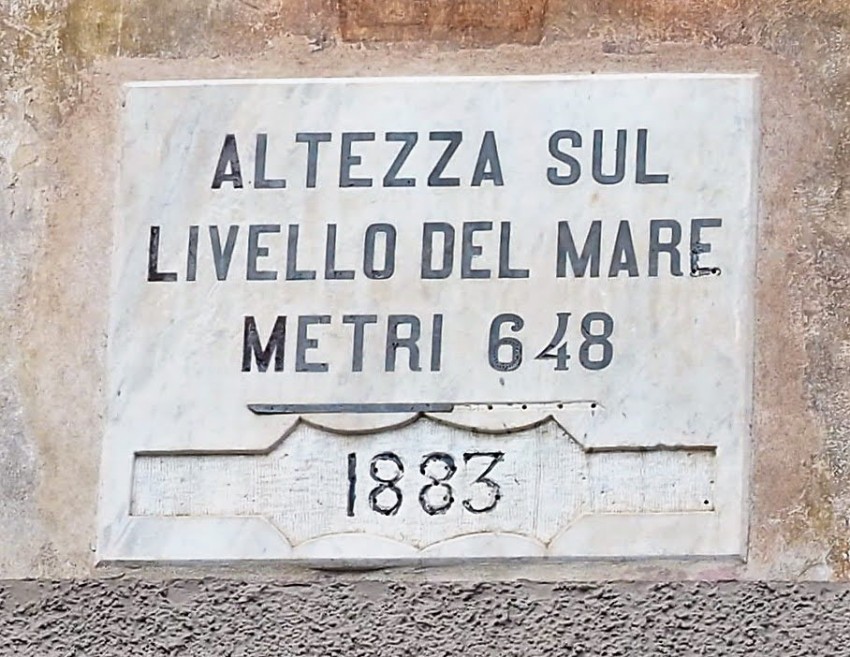 ALTEZZA SUL
LIVELLO DEL MARE
METRI 648
1883